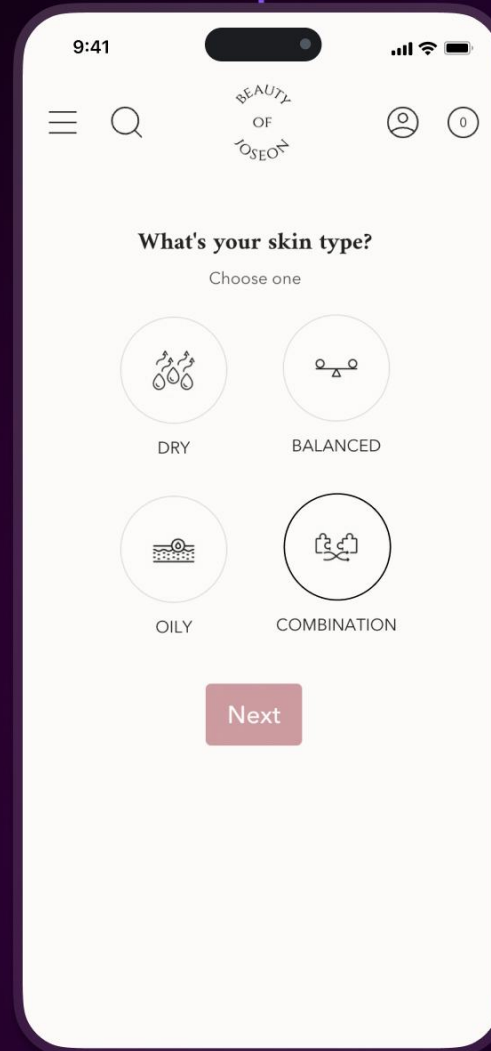 9:41
BEAUTY
OF
JOSEON
0
What's your skin type?
Choose one
DRY
BALANCED
OILY
COMBINATION
Next